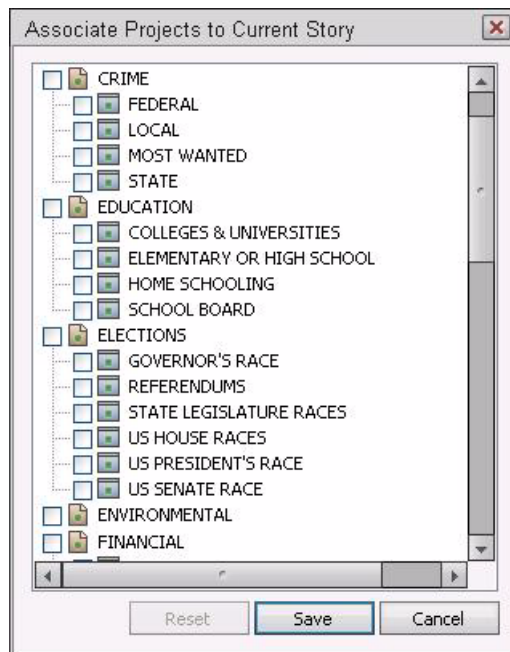 Associate Projects to Current Story
CRIME
FEDERAL
LOCAL
MOST WANTED
STATE
EDUCATION
COLLEGES & UNIVERSITIES
ELEMENTARY OR HIGH SCHOOL
HOME SCHOOLING
SCHOOL BOARD
ELECTIONS
GOVERNOR'S RACE
REFERENDUMS
STATE LEGISLATURE RACES
US HOUSE RACES
US PRESIDENT'S RACE
US SENATE RACE
ENVIRONMENTAL
FINANCIAL
Reset Save Cancel